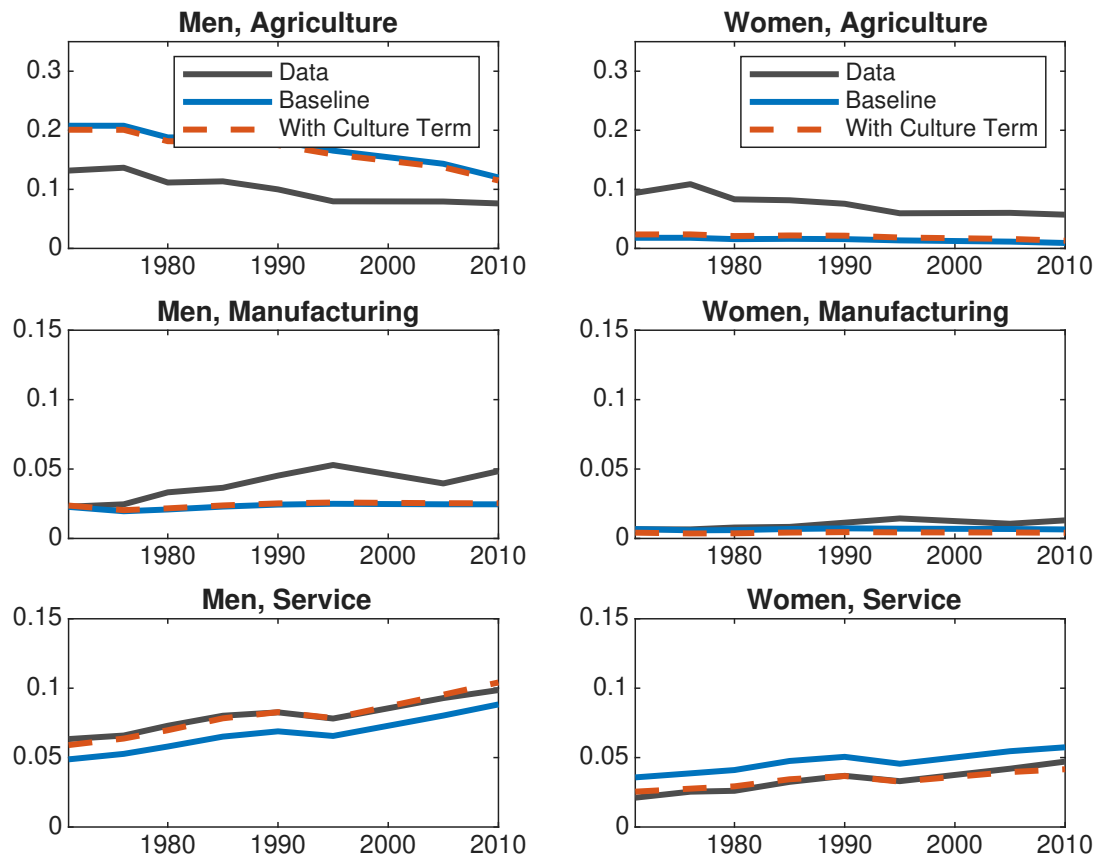 Men, Agriculture
0.3
0.2
0.1
0
Data
Baseline
With Culture Term
1980 1990 2000 2010
Women, Agriculture
0.3
0.2
0.1
0
Data
Baseline
With Culture Term
1980 1990 2000 2010
Men, Manufacturing
0.15
0.1
0.05
0
1980 1990 2000 2010
Women, Manufacturing
0.15
0.1
0.05
0
1980 1990 2000 2010
Men, Service
0.15
0.1
0.05
0
1980 1990 2000 2010
Women, Service
0.15
0.1
0.05
0
1980 1990 2000 2010